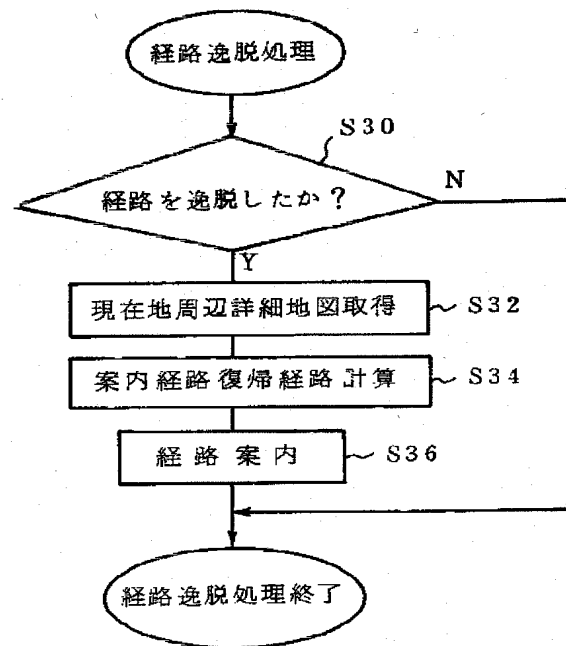 経路逸脱処理
S30
経路を逸脱したか?
N
Y
現在地周辺詳細地図取得
S32
案内経路復帰経路計算
S34
経路案内
S36
経路逸脱処理終了